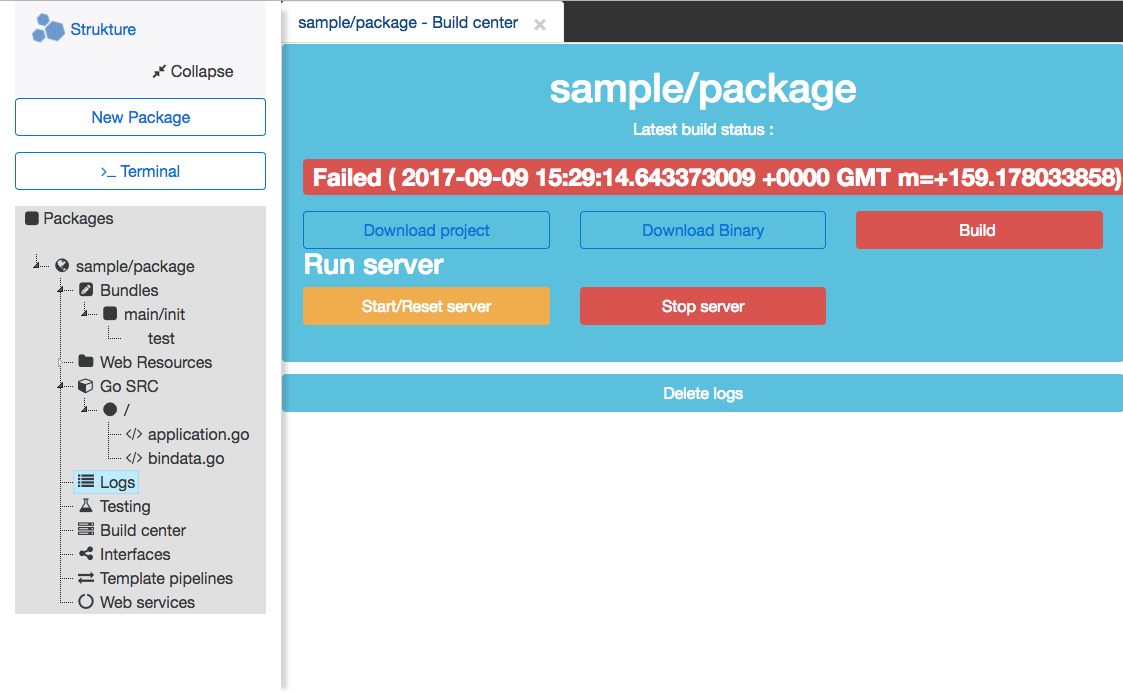 Strukture
Collapse
New Package
>_ Terminal
Packages
sample/package
Bundles
main/init
test
Web Resources
Go SRC
/
</> application.go
</> bindata.go
Logs
Testing
Build center
Interfaces
Template pipelines
Web services
sample/package - Build center ×
sample/package
Latest build status :
Failed ( 2017-09-09 15:29:14.643373009 +0000 GMT m=+159.178033858)
Download project Download Binary Build
Run server
Start/Reset server Stop server
Delete logs